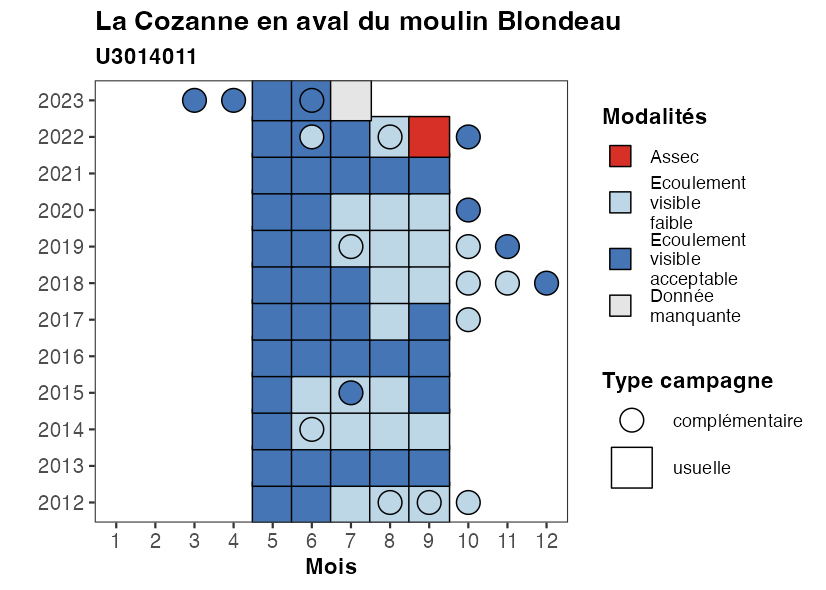 La Cozanne en aval du moulin Blondeau
U3014011
2023
2022
2021
2020
2019
2018
2017
2016
2015
2014
2013
2012
1 2 3 4 5 6 7 8 9 10 11 12
Mois
Modalités
Assec
Ecoulement
visible
faible
Ecoulement
visible
acceptable
Donnée
manquante
Type campagne
complémentaire
usuelle